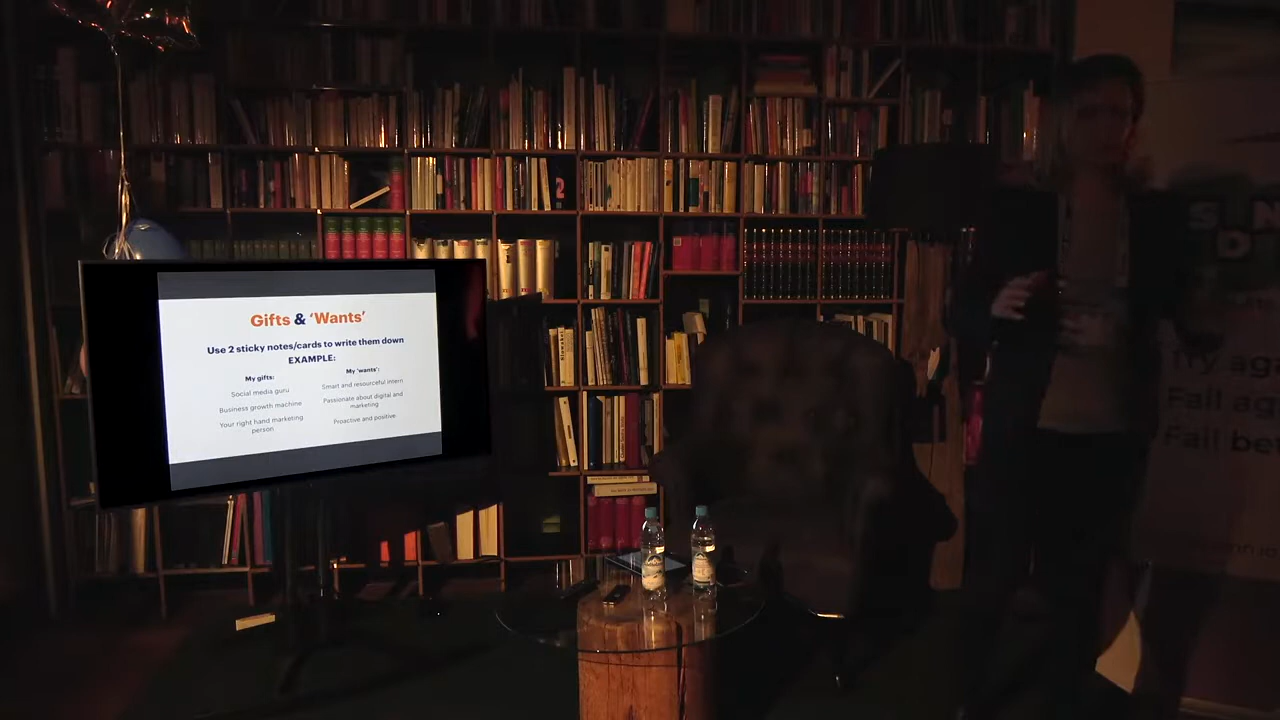 Gifts & ‘Wants’
Use 2 sticky notes/cards to write them down
EXAMPLE:
My gifts:
Social media guru
Business growth machine
Your right hand marketing
person
My ‘wants’:
Smart and resourceful intern
Passionate about digital and
marketing
Proactive and positive
2
Try
Fail
Fail